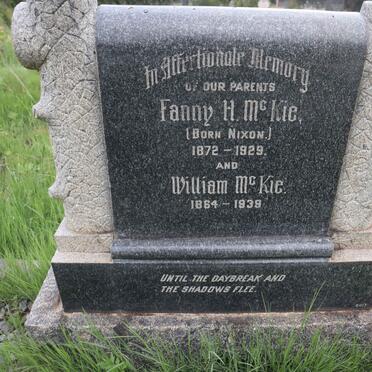 In Affectionate Memory
OF OUR PARENTS
Fanny H. McKie,
(BORN NIXON.)
1872 – 1929.
AND
William McKie.
1864 – 1939
UNTIL THE DAYBREAK AND
THE SHADOWS FLEE.